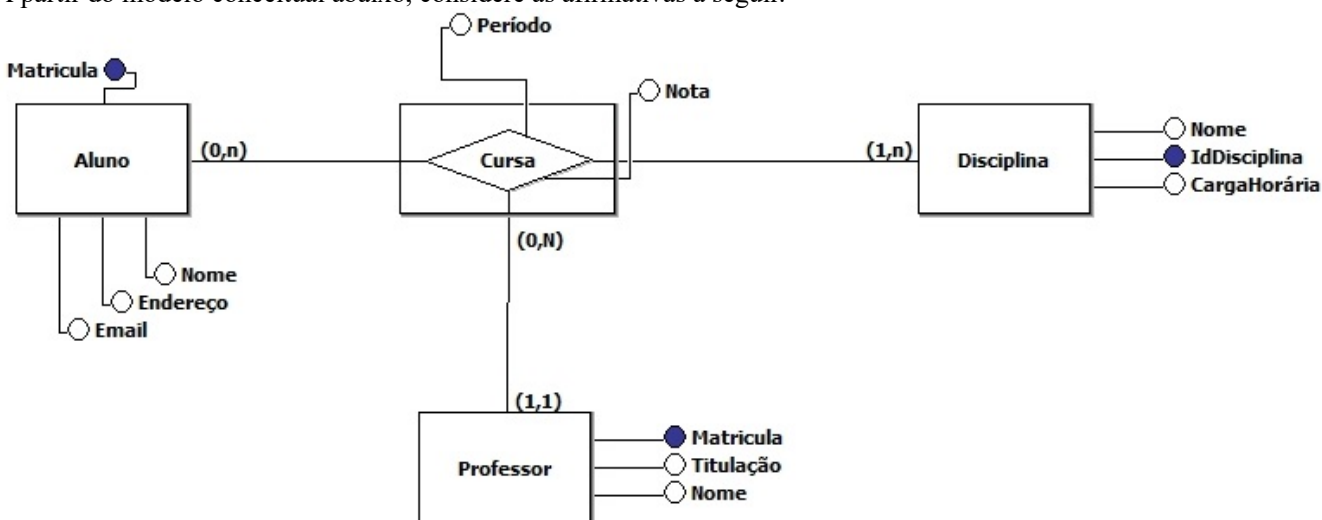 A partir do modelo conceitual abaixo, considere as afirmativas a seguir:
Período
Matricula
Nota
Aluno
(0,n)
Cursa
(1,n)
Disciplina
Nome
IdDisciplina
CargaHorária
(0,N)
Nome
Endereço
Email
(1,1)
Professor
Matricula
Titulação
Nome